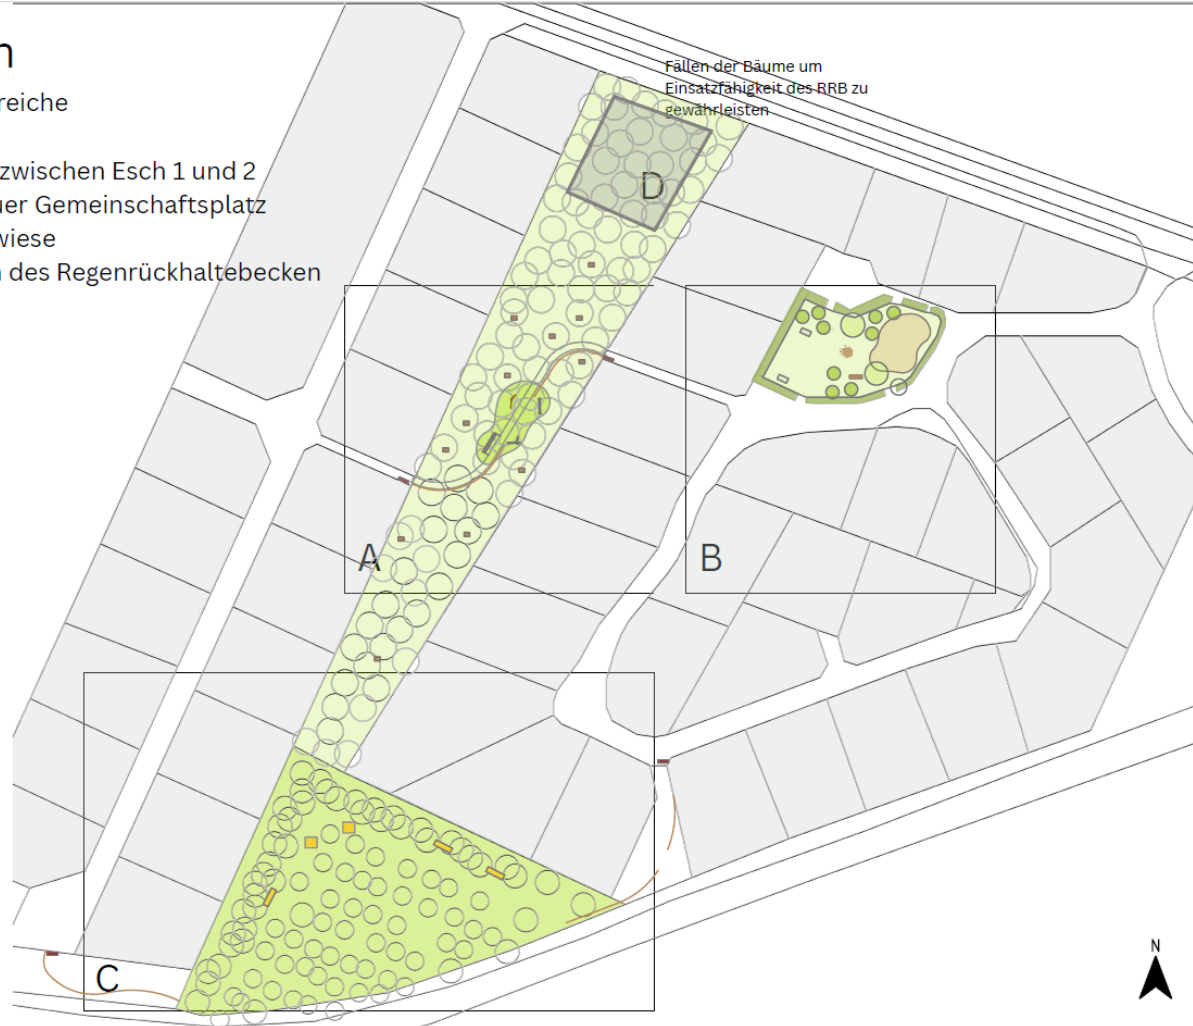 n
reiche
zwischen Esch 1 und 2
uer Gemeinschaftsplatz
wiese
n des Regenrückhaltebecken
Fällen der Bäume um
Einsatzfähigkeit des RRB zu
gewährleisten
D
A
B
C
N